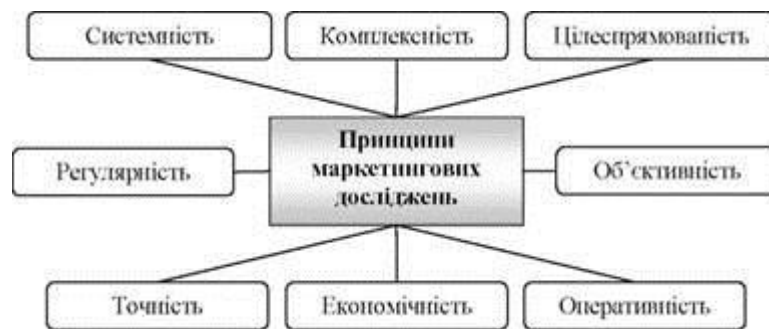 Системність
Комплексність
Цілеспрямованість
Принципи
маркетингових
досліджень
Регулярність
Об’єктивність
Точність
Економічність
Оперативність